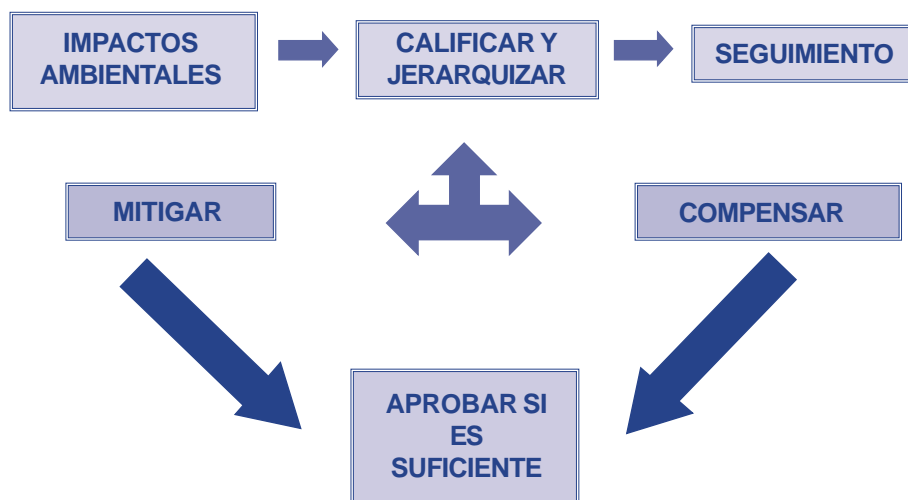 IMPACTOS
AMBIENTALES
CALIFICAR Y
JERARQUIZAR
SEGUIMIENTO
MITIGAR
COMPENSAR
APROBAR SI
ES
SUFICIENTE